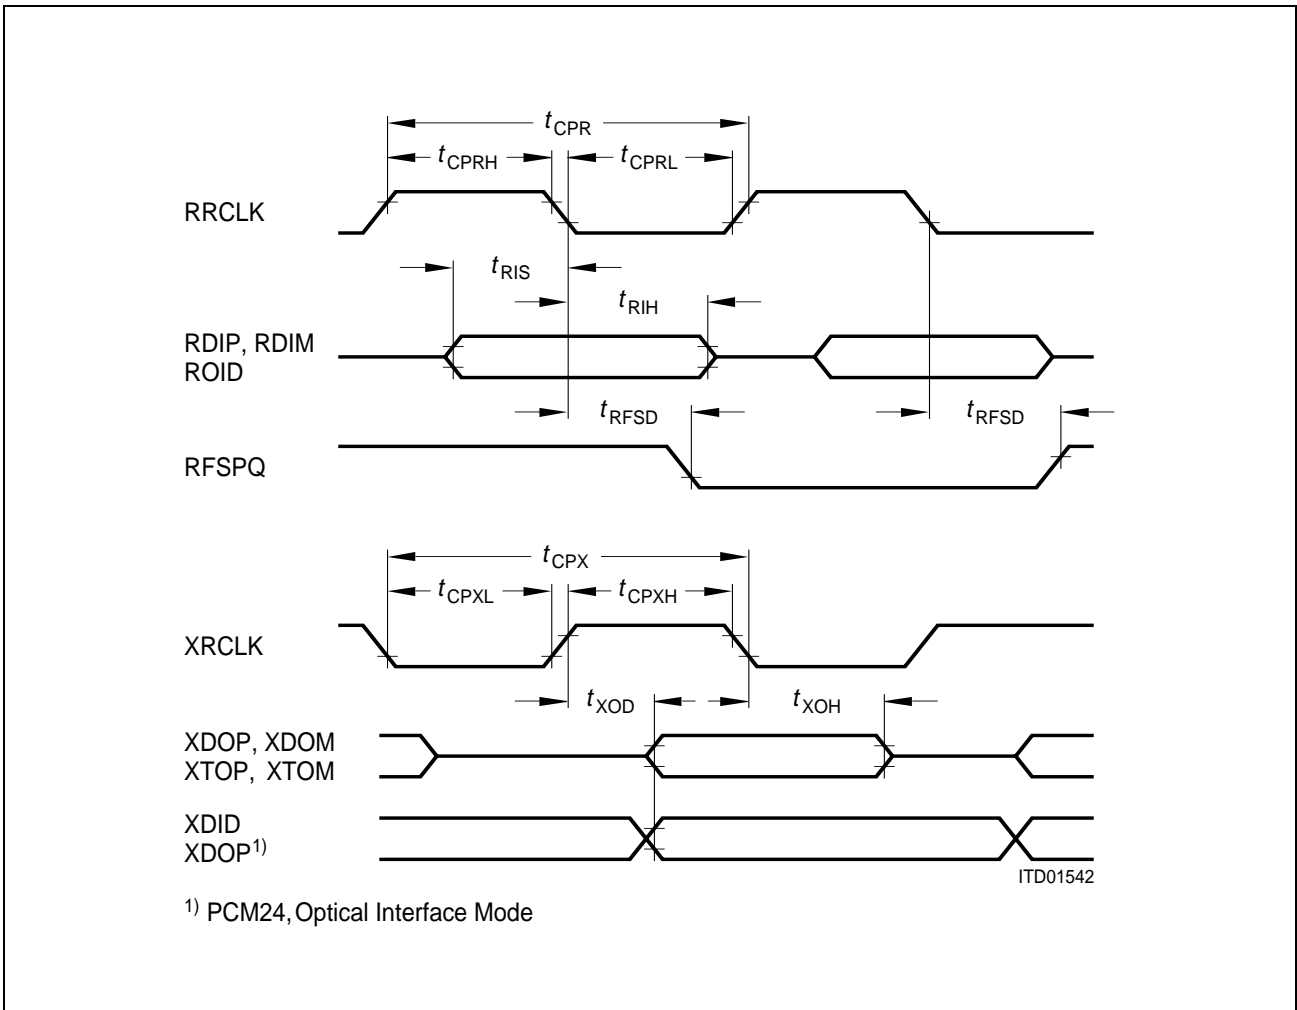 tCPR
tCPRH
tCPRL
RRCLK
tRIS
tRIH
RDIP, RDIM
ROID
tRFSD
tRFSD
RFSPQ
tCPX
tCPXL
tCPXH
XRCLK
tXOD
tXOH
XDOP, XDOM
XTOP, XTOM
XDID
XDOP1)
ITD01542
1) PCM24, Optical Interface Mode